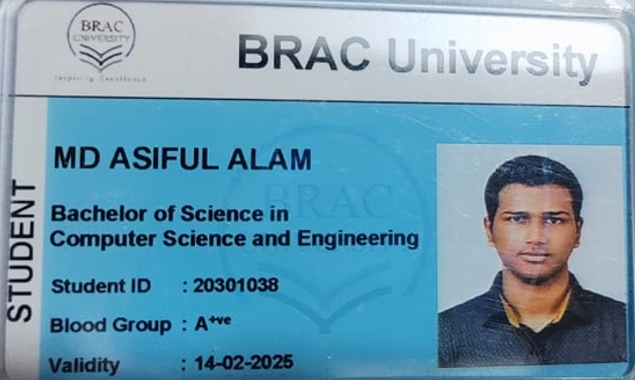 BRAC
UNIVERSITY
Inspiring Excellence
BRAC University
STUDENT
MD ASIFUL ALAM
Bachelor of Science in
Computer Science and Engineering
Student ID : 20301038
Blood Group : A+ve
Validity : 14-02-2025
BRAC